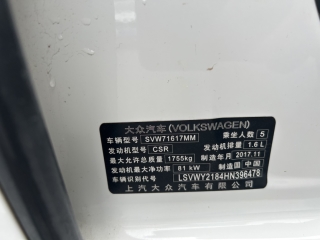 大众汽车(VOLKSWAGEN)
车辆型号 SVW71617MM 乘坐人数 5
发动机型号 CSR 发动机排量 1.6 L
最大允许总质量 1755kg 制造年月 2017.11
发动机最大净功率 81 kW 制造国 中国
车辆识别代号 LSVWY2184HN396478
上汽大众汽车有限公司